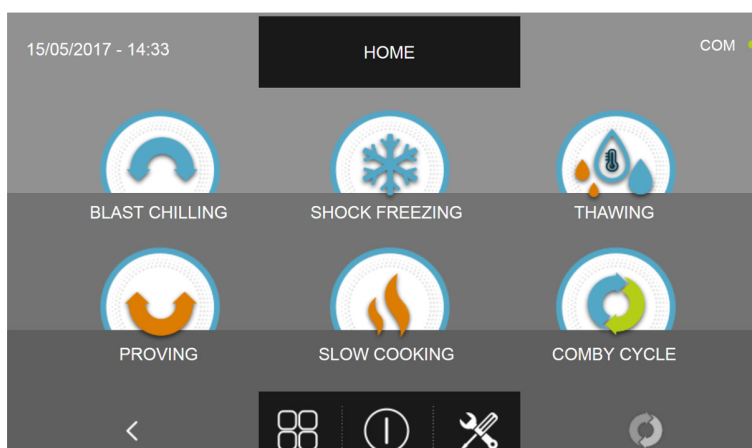 15/05/2017 - 14:33
HOME
COM
BLAST CHILLING
SHOCK FREEZING
THAWING
PROVING
SLOW COOKING
COMBY CYCLE